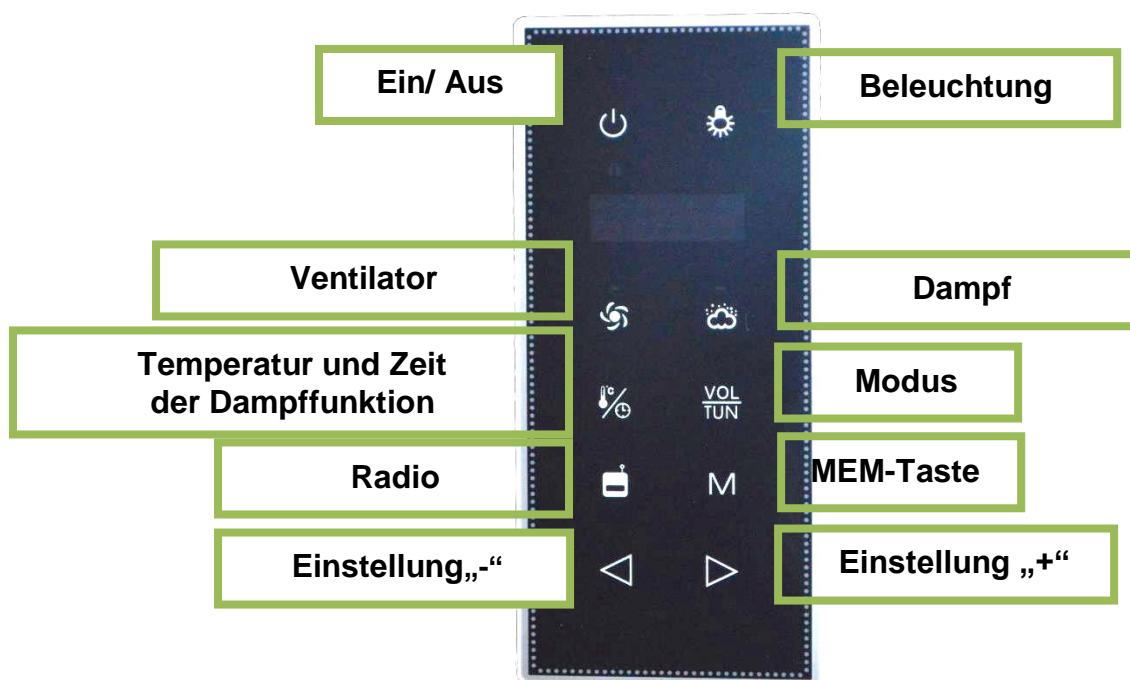 Ein/ Aus
Beleuchtung
Ventilator
Dampf
Temperatur und Zeit
der Dampffunktion
°C
VOL
TUN
Modus
Radio
M
MEM-Taste
Einstellung„-“
Einstellung „+“